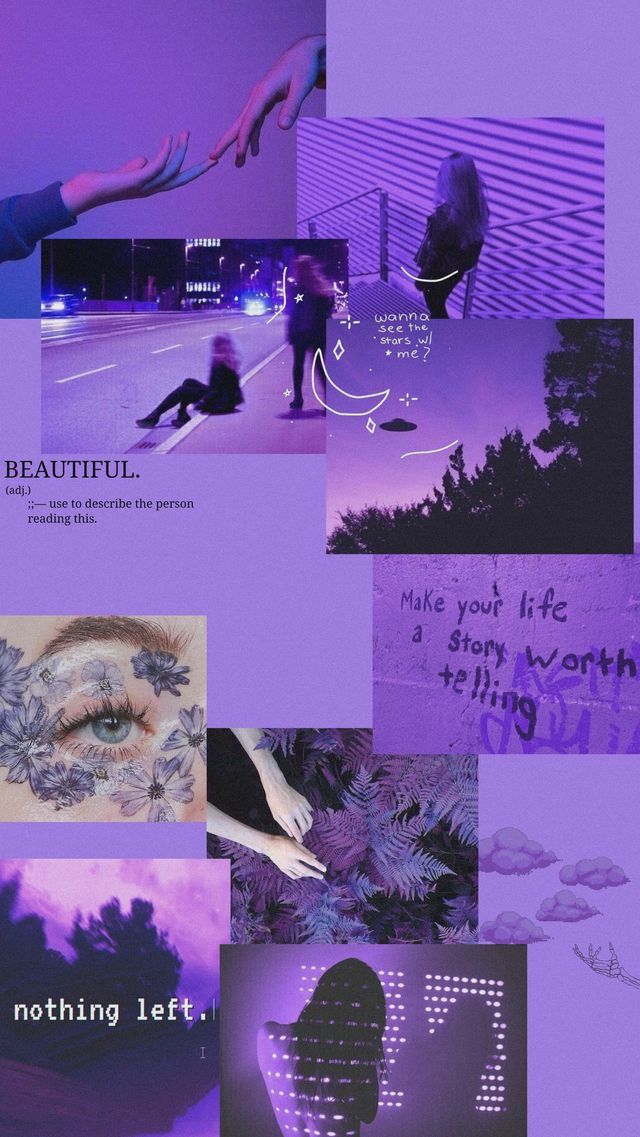 wanna
see the
stars w/
me?
BEAUTIFUL.
(adj.)
;;— use to describe the person
reading this.
Make your life
a story worth
telling
nothing left.